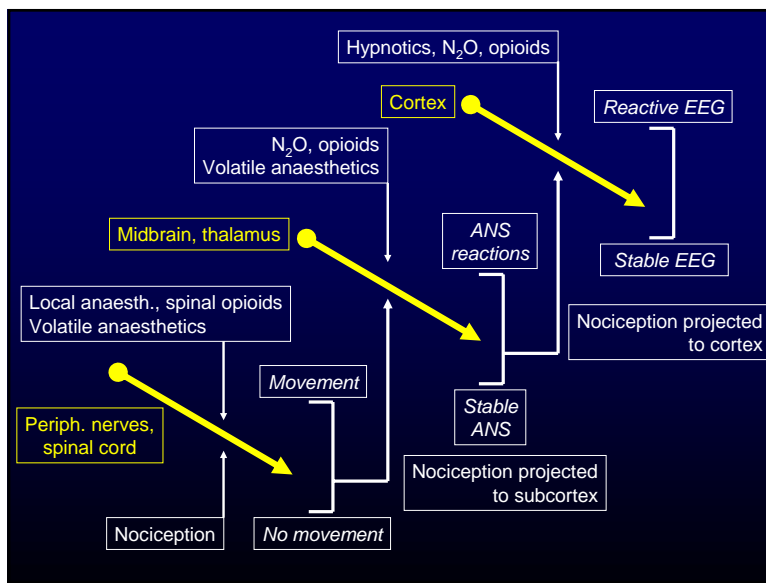 Hypnotics, N₂O, opioids
Cortex
Reactive EEG
N₂O, opioids
Volatile anaesthetics
Midbrain, thalamus
ANS
reactions
Stable EEG
Local anaesth., spinal opioids
Volatile anaesthetics
Nociception projected
to cortex
Movement
Stable
ANS
Periph. nerves,
spinal cord
Nociception projected
to subcortex
Nociception
No movement